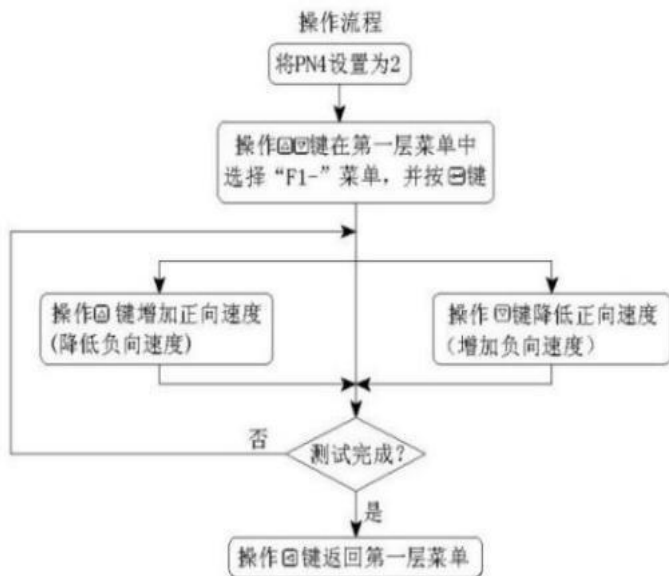 操作流程
将PN4设置为2
操作△▽键在第一层菜单中
选择“F1-”菜单，并按⏎键
操作△键增加正向速度
(降低负向速度)
操作▽键降低正向速度
（增加负向速度）
否
测试完成？
是
操作◁键返回第一层菜单